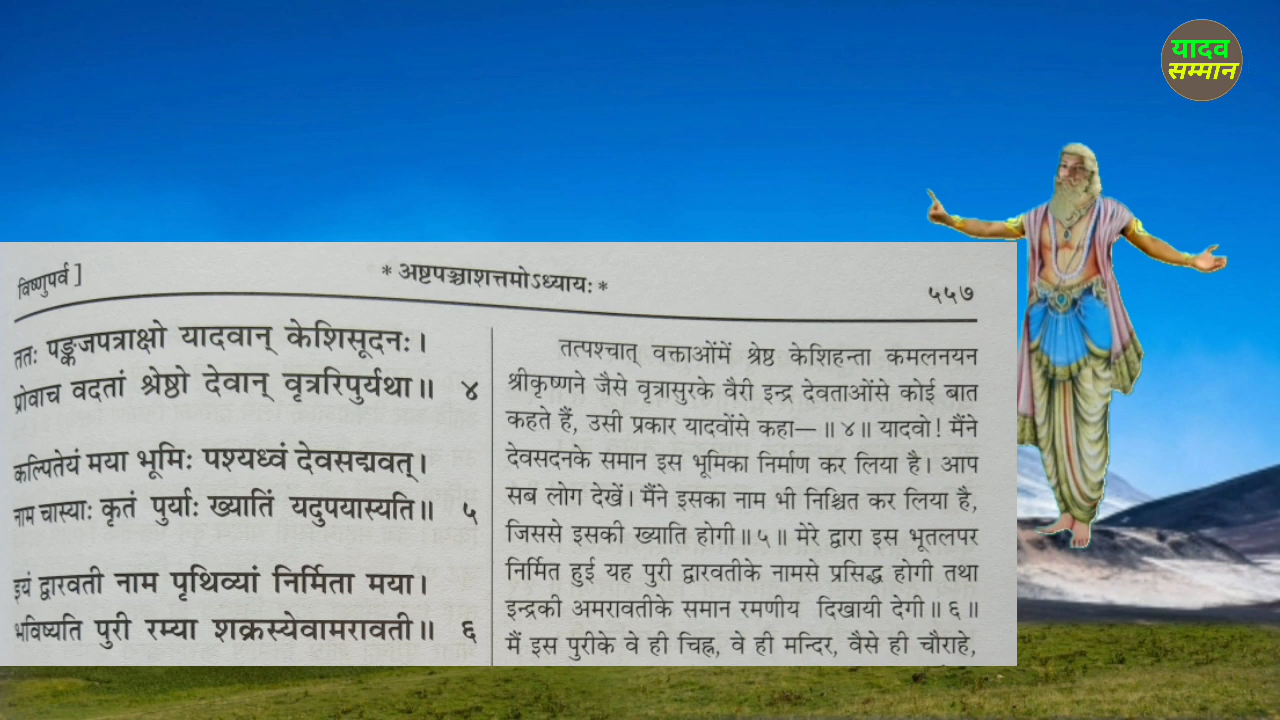 यादव
सम्मान
विष्णुपर्व ]
* अष्टपञ्चाशत्तमोऽध्यायः *
५५७
ततः पङ्कजपत्राक्षो यादवान् केशिसूदनः।
प्रोवाच वदतां श्रेष्ठो देवान् वृत्ररिपुर्यथा॥ ४
कल्पितेयं मया भूमिः पश्यध्वं देवसद्मवत्।
नाम चास्याः कृतं पुर्याः ख्यातिं यदुपयास्यति॥ ५
इयं द्वारवती नाम पृथिव्यां निर्मिता मया।
भविष्यति पुरी रम्या शक्रस्येवामरावती॥ ६
तत्पश्चात् वक्ताओंमें श्रेष्ठ केशिहन्ता कमलनयन
श्रीकृष्णने जैसे वृत्रासुरके वैरी इन्द्र देवताओंसे कोई बात
कहते हैं, उसी प्रकार यादवोंसे कहा—॥ ४॥ यादवो! मैंने
देवसदनके समान इस भूमिका निर्माण कर लिया है। आप
सब लोग देखें। मैंने इसका नाम भी निश्चित कर लिया है,
जिससे इसकी ख्याति होगी॥ ५॥ मेरे द्वारा इस भूतलपर
निर्मित हुई यह पुरी द्वारवतीके नामसे प्रसिद्ध होगी तथा
इन्द्रकी अमरावतीके समान रमणीय दिखायी देगी॥ ६॥
मैं इस पुरीके वे ही चिह्न, वे ही मन्दिर, वैसे ही चौराहे,